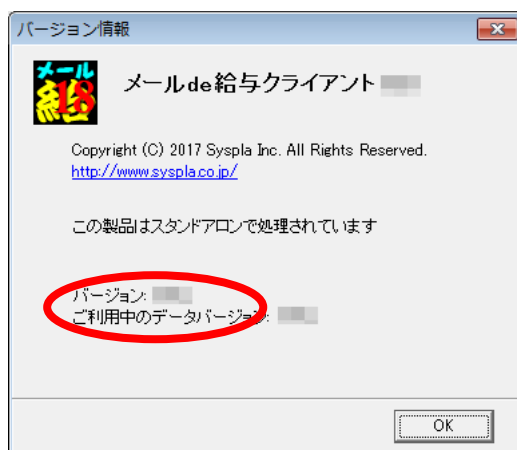 バージョン情報
メール
給18
メールde給与クライアント
Copyright (C) 2017 Syspla Inc. All Rights Reserved.
http://www.syspla.co.jp/
この製品はスタンドアロンで処理されています
バージョン:
ご利用中のデータバージョン:
OK